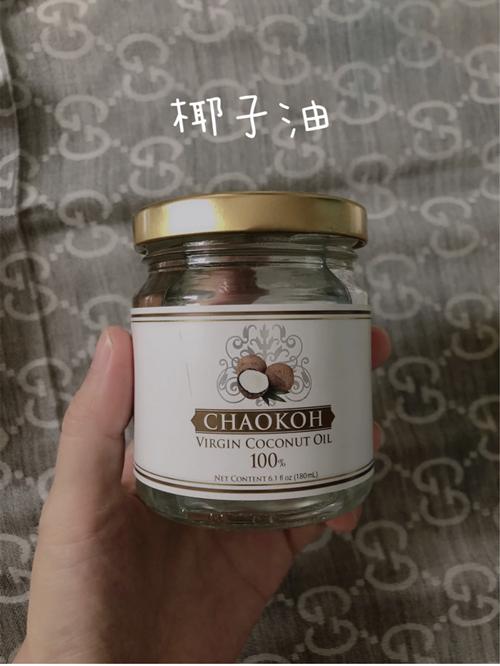 椰子油
CHAOKOH
VIRGIN COCONUT OIL
100%
NET CONTENT 6.1 fl oz (180mL)